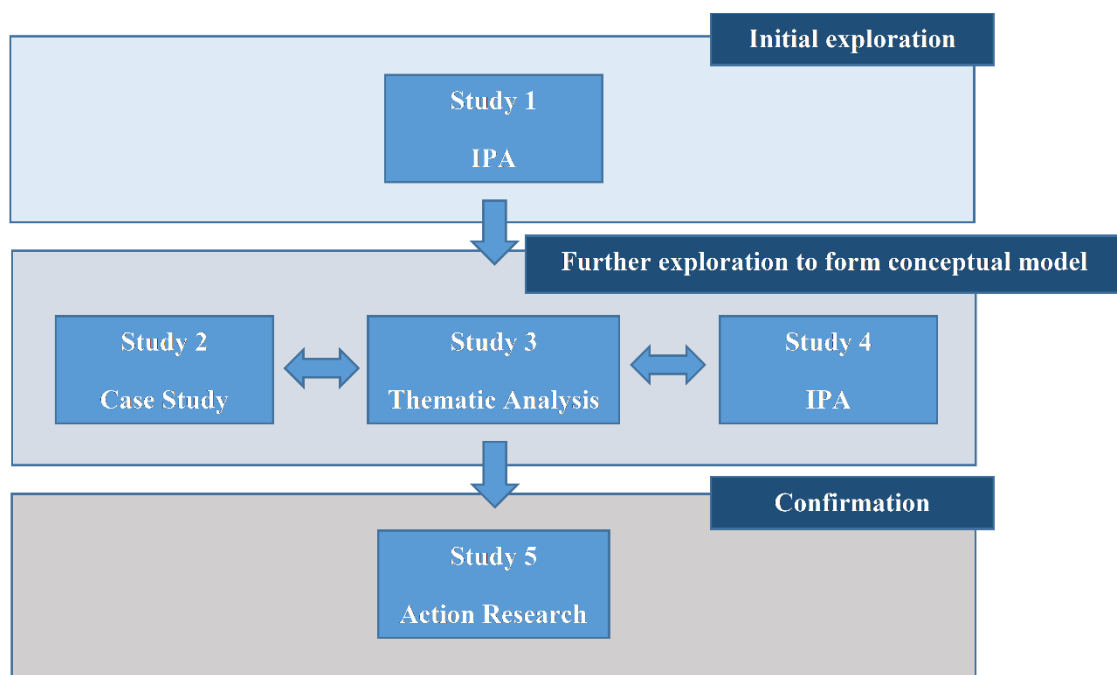 Initial exploration
Study 1
IPA
Further exploration to form conceptual model
Study 2
Case Study
Study 3
Thematic Analysis
Study 4
IPA
Confirmation
Study 5
Action Research